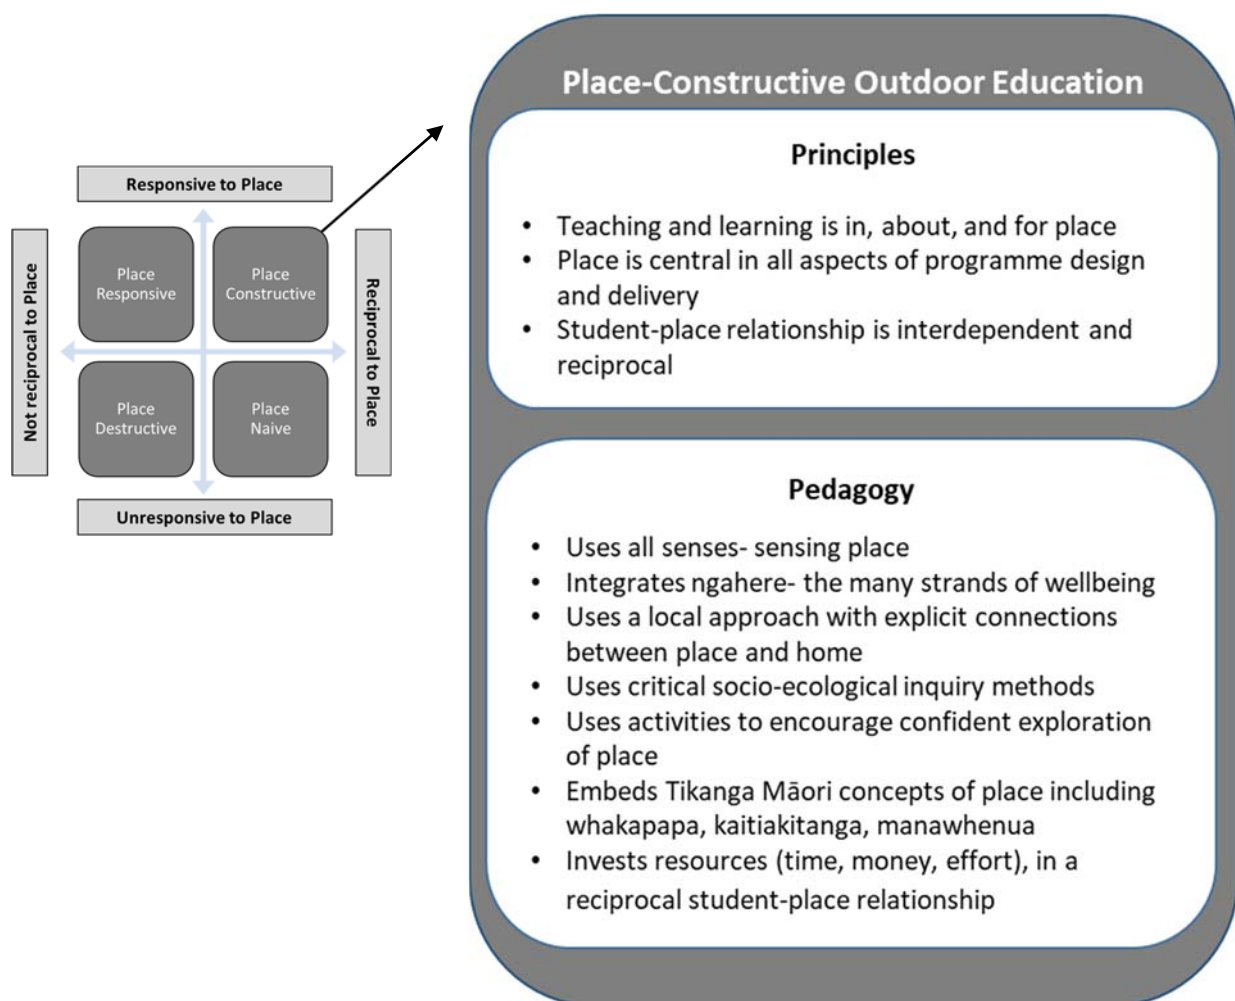 Responsive to Place
Not reciprocal to Place
Place
Responsive
Place
Constructive
Place
Destructive
Place
Naive
Reciprocal to Place
Unresponsive to Place
Place-Constructive Outdoor Education
Principles
• Teaching and learning is in, about, and for place
• Place is central in all aspects of programme design
and delivery
• Student-place relationship is interdependent and
reciprocal
Pedagogy
• Uses all senses- sensing place
• Integrates ngahere- the many strands of wellbeing
• Uses a local approach with explicit connections
between place and home
• Uses critical socio-ecological inquiry methods
• Uses activities to encourage confident exploration
of place
• Embeds Tikanga Māori concepts of place including
whakapapa, kaitiakitanga, manawhenua
• Invests resources (time, money, effort), in a
reciprocal student-place relationship